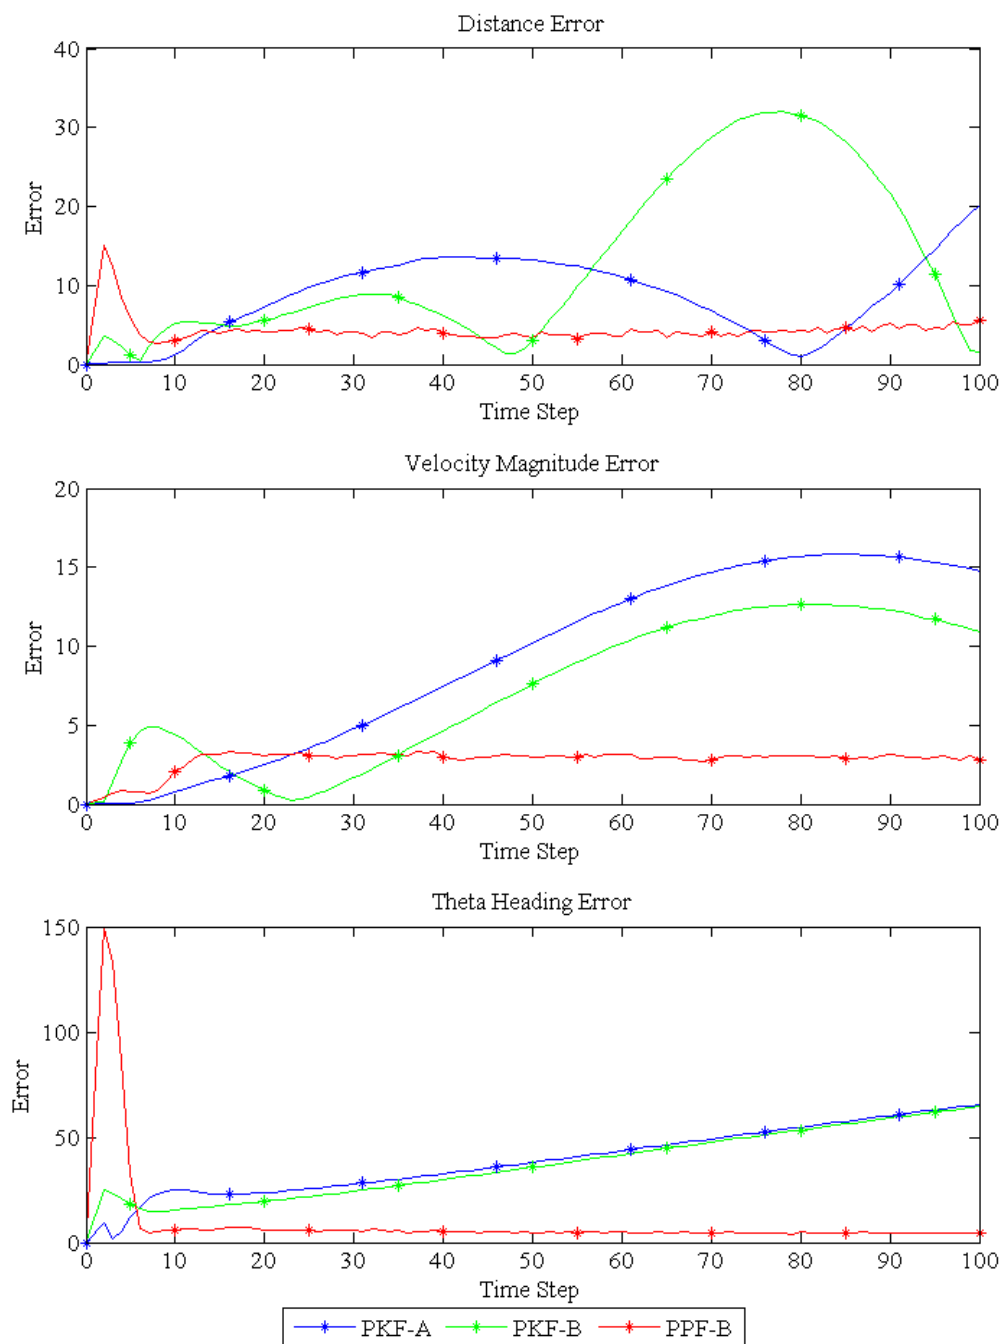 Distance Error
40
30
20
10
0
Error
0 10 20 30 40 50 60 70 80 90 100
Time Step
Velocity Magnitude Error
20
15
10
5
0
Error
0 10 20 30 40 50 60 70 80 90 100
Time Step
Theta Heading Error
150
100
50
0
Error
0 10 20 30 40 50 60 70 80 90 100
Time Step
PKF-A PKF-B PPF-B